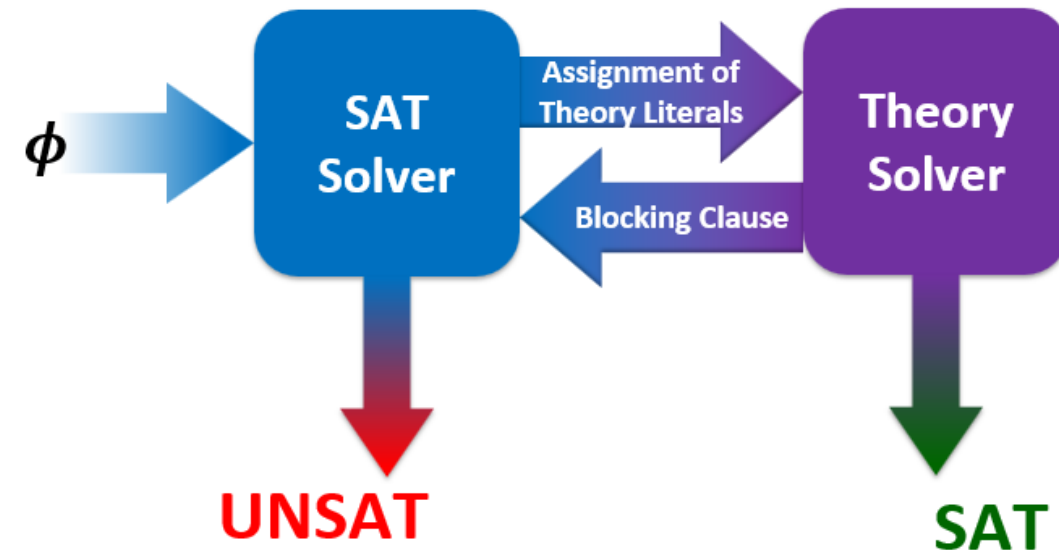 ϕ
SAT
Solver
Assignment of
Theory Literals
Blocking Clause
Theory
Solver
UNSAT
SAT